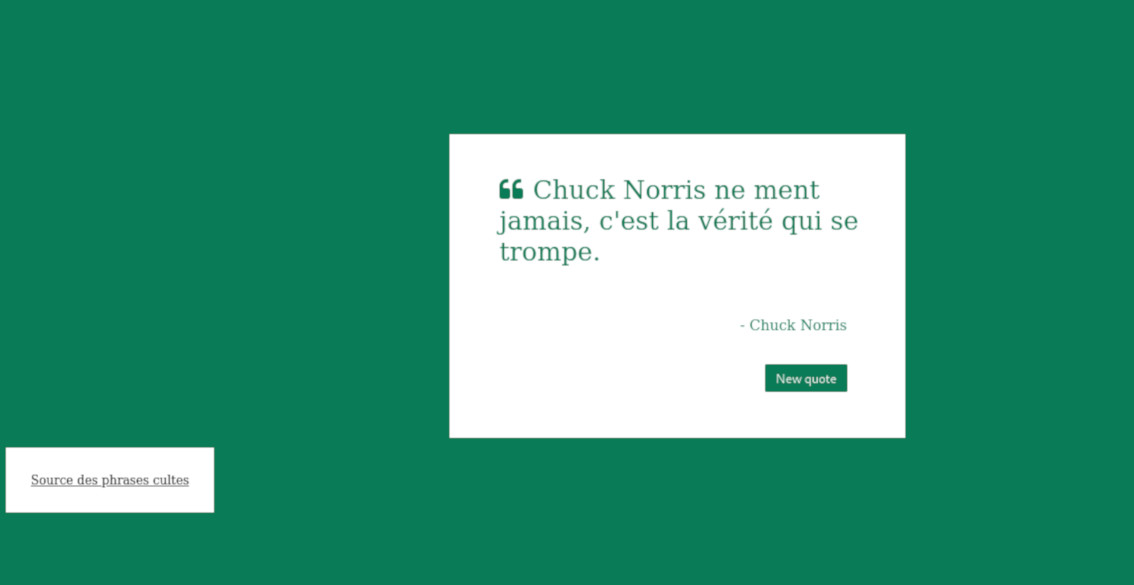 ❝ Chuck Norris ne ment
jamais, c'est la vérité qui se
trompe.
- Chuck Norris
New quote
Source des phrases cultes